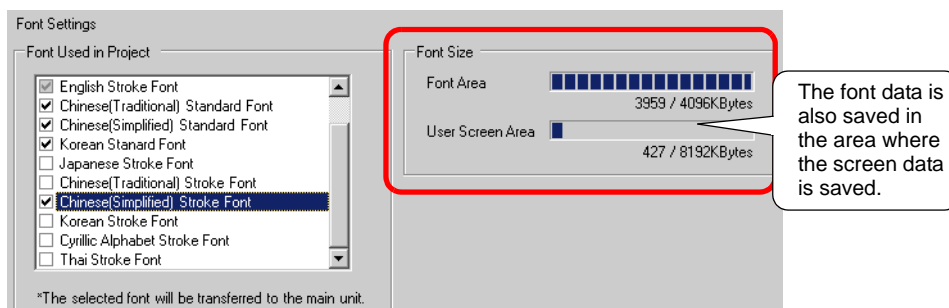 Font Settings
Font Used in Project
English Stroke Font
Chinese(Traditional) Standard Font
Chinese(Simplified) Standard Font
Korean Stanard Font
Japanese Stroke Font
Chinese(Traditional) Stroke Font
Chinese(Simplified) Stroke Font
Korean Stroke Font
Cyrillic Alphabet Stroke Font
Thai Stroke Font
*The selected font will be transferred to the main unit.
Font Size
Font Area
3959 / 4096KBytes
User Screen Area
427 / 8192KBytes
The font data is
also saved in
the area where
the screen data
is saved.